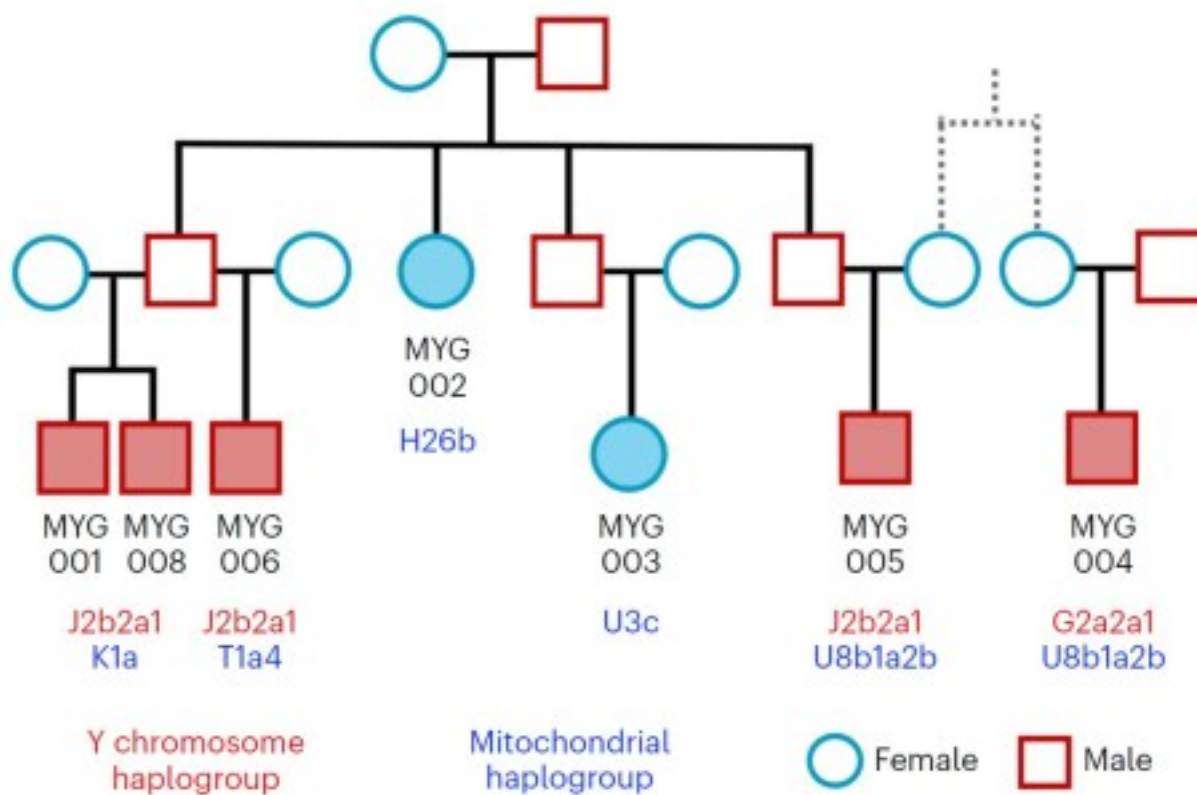 MYG
002
H26b
MYG
001
MYG
008
MYG
006
MYG
003
MYG
005
MYG
004
J2b2a1
K1a
J2b2a1
T1a4
U3c
J2b2a1
U8b1a2b
G2a2a1
U8b1a2b
Y chromosome
haplogroup
Mitochondrial
haplogroup
Female
Male